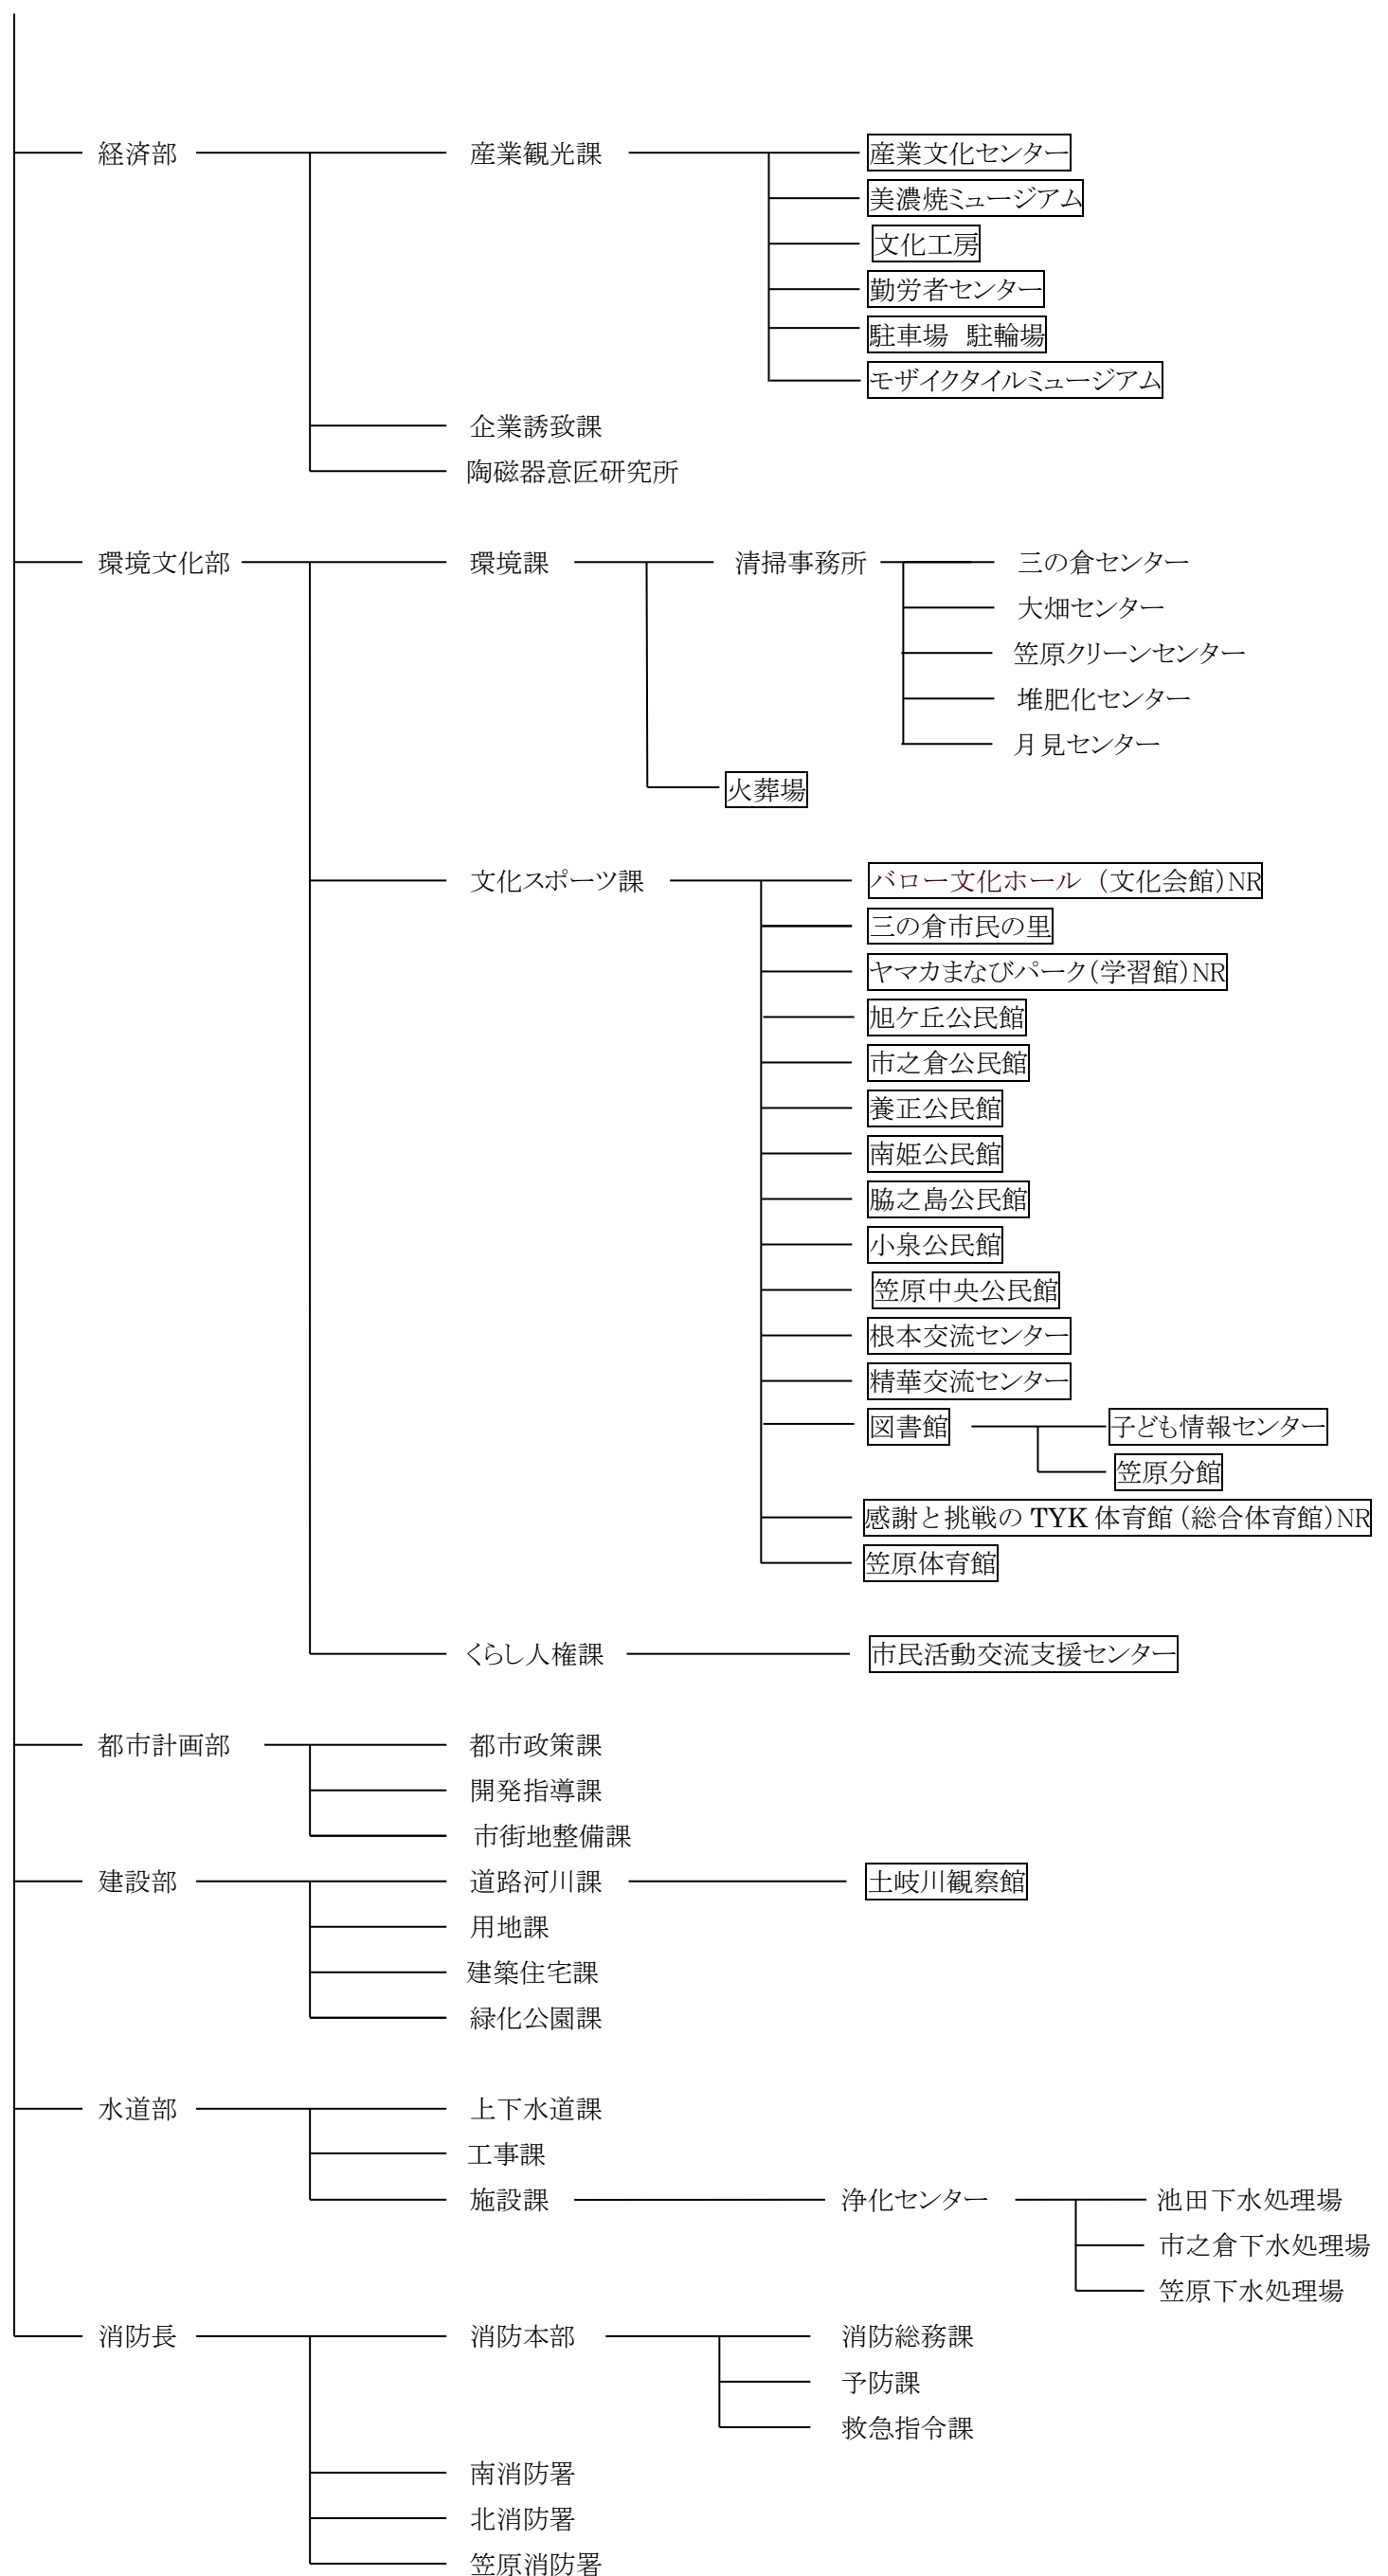 経済部 産業観光課 産業文化センター
美濃焼ミュージアム
文化工房
勤労者センター
駐車場 駐輪場
モザイクタイルミュージアム
企業誘致課
陶磁器意匠研究所
環境文化部 環境課 清掃事務所 三の倉センター
大畑センター
笠原クリーンセンター
堆肥化センター
月見センター
火葬場
文化スポーツ課 バロー文化ホール (文化会館)NR
三の倉市民の里
ヤマカまなびパーク(学習館)NR
旭ケ丘公民館
市之倉公民館
養正公民館
南姫公民館
脇之島公民館
小泉公民館
笠原中央公民館
根本交流センター
精華交流センター
図書館 子ども情報センター
笠原分館
感謝と挑戦の TYK 体育館(総合体育館)NR
笠原体育館
くらし人権課 市民活動交流支援センター
都市計画部 都市政策課
開発指導課
市街地整備課
建設部 道路河川課 土岐川観察館
用地課
建築住宅課
緑化公園課
水道部 上下水道課
工事課
施設課 浄化センター 池田下水処理場
市之倉下水処理場
笠原下水処理場
消防長 消防本部 消防総務課
予防課
救急指令課
南消防署
北消防署
笠原消防署